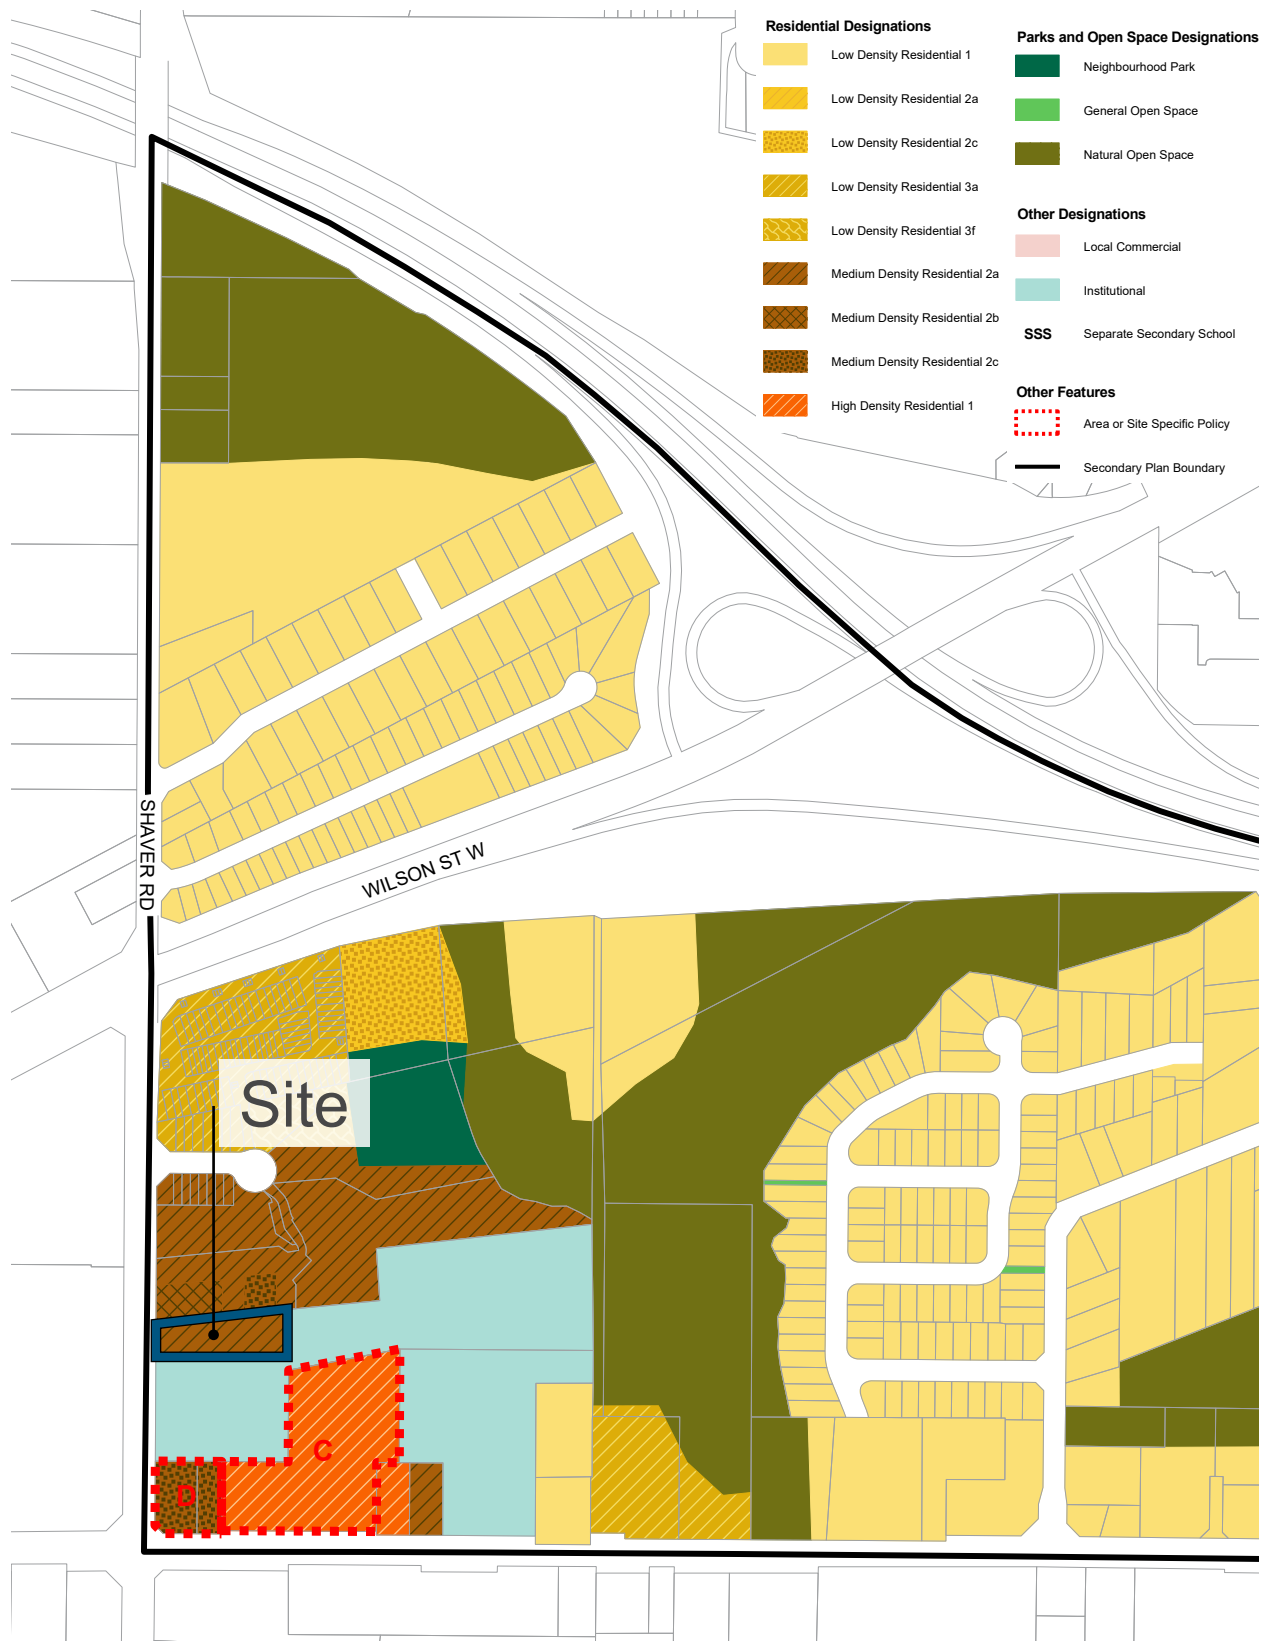 Residential Designations
Low Density Residential 1
Low Density Residential 2a
Low Density Residential 2c
Low Density Residential 3a
Low Density Residential 3f
Medium Density Residential 2a
Medium Density Residential 2b
Medium Density Residential 2c
High Density Residential 1
Parks and Open Space Designations
Neighbourhood Park
General Open Space
Natural Open Space
Other Designations
Local Commercial
Institutional
SSS Separate Secondary School
Other Features
Area or Site Specific Policy
Secondary Plan Boundary
SHAVER RD
WILSON ST W
Site
C
D